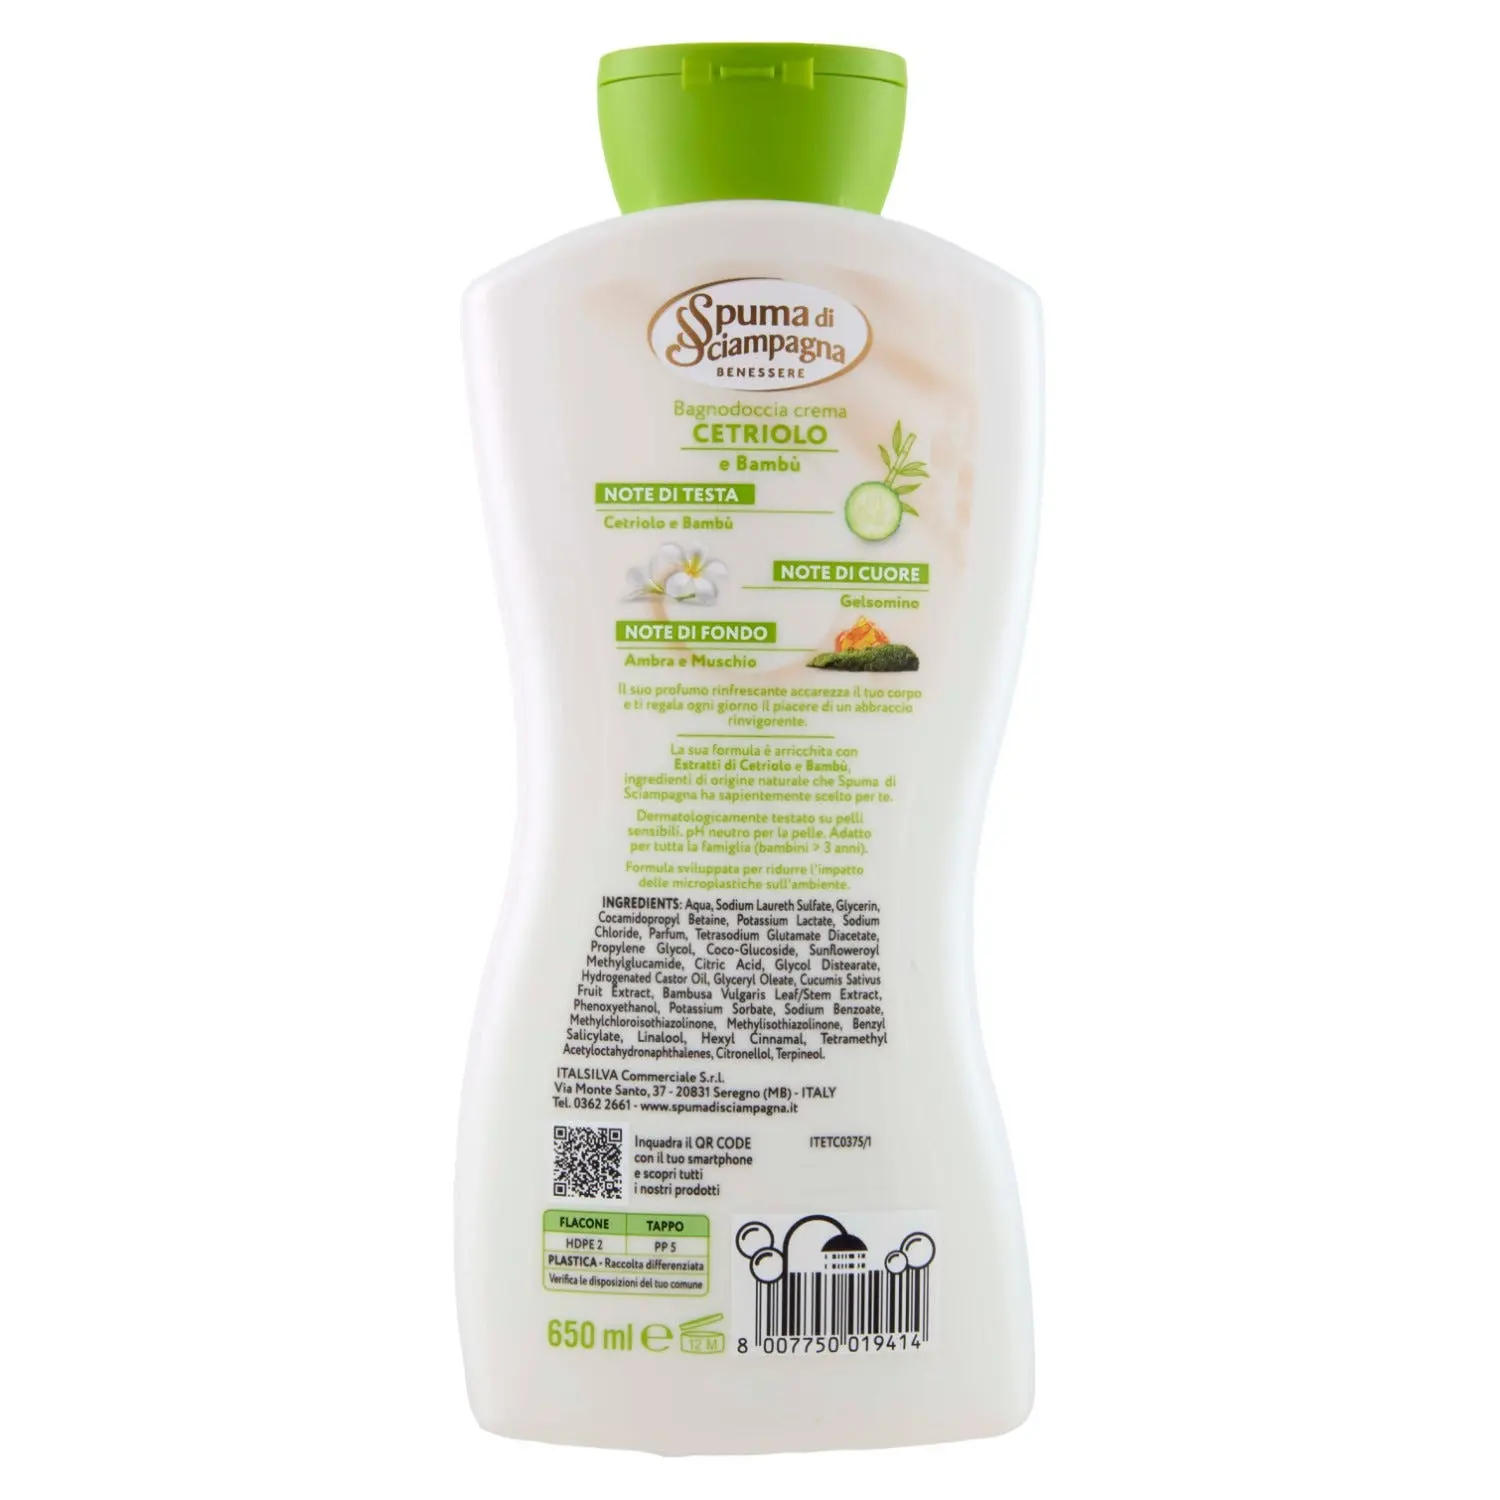 Spuma di
Sciampagna
BENESSERE
Bagnodoccia crema
CETRIOLO
e Bambù
NOTE DI TESTA
Cetriolo e Bambù
NOTE DI CUORE
Gelsomino
NOTE DI FONDO
Ambra e Muschio
Il suo profumo rinfrescante accarezza il tuo corpo
e ti regala ogni giorno il piacere di un abbraccio
rinvigorente.
La sua formula è arricchita con
Estratti di Cetriolo e Bambù,
ingredienti di origine naturale che Spuma di
Sciampagna ha sapientemente scelto per te.
Dermatologicamente testato su pelli
sensibili. pH neutro per la pelle. Adatto
per tutta la famiglia (bambini > 3 anni).
Formula sviluppata per ridurre l'impatto
delle microplastiche sull'ambiente.
INGREDIENTS: Aqua, Sodium Laureth Sulfate, Glycerin,
Cocamidopropyl Betaine, Potassium Lactate, Sodium
Chloride, Parfum, Tetrasodium Glutamate Diacetate,
Propylene Glycol, Coco-Glucoside, Sunfloweroyl
Methylglucamide, Citric Acid, Glycol Distearate,
Hydrogenated Castor Oil, Glyceryl Oleate, Cucumis Sativus
Fruit Extract, Bambusa Vulgaris Leaf/Stem Extract,
Phenoxyethanol, Potassium Sorbate, Sodium Benzoate,
Methylchloroisothiazolinone, Methylisothiazolinone, Benzyl
Salicylate, Linalool, Hexyl Cinnamal, Tetramethyl
Acetyloctahydronaphthalenes, Citronellol, Terpineol.
ITALSILVA Commerciale S.r.l.
Via Monte Santo, 37 - 20831 Seregno (MB) - ITALY
Tel. 0362 2661 - www.spumadisciampagna.it
Inquadra il QR CODE
con il tuo smartphone
e scopri tutti
i nostri prodotti
ITETC0375/1
FLACONE TAPPO
HDPE 2 PP 5
PLASTICA - Raccolta differenziata
Verifica le disposizioni del tuo comune
650 ml e 12 M
8 007750 019414